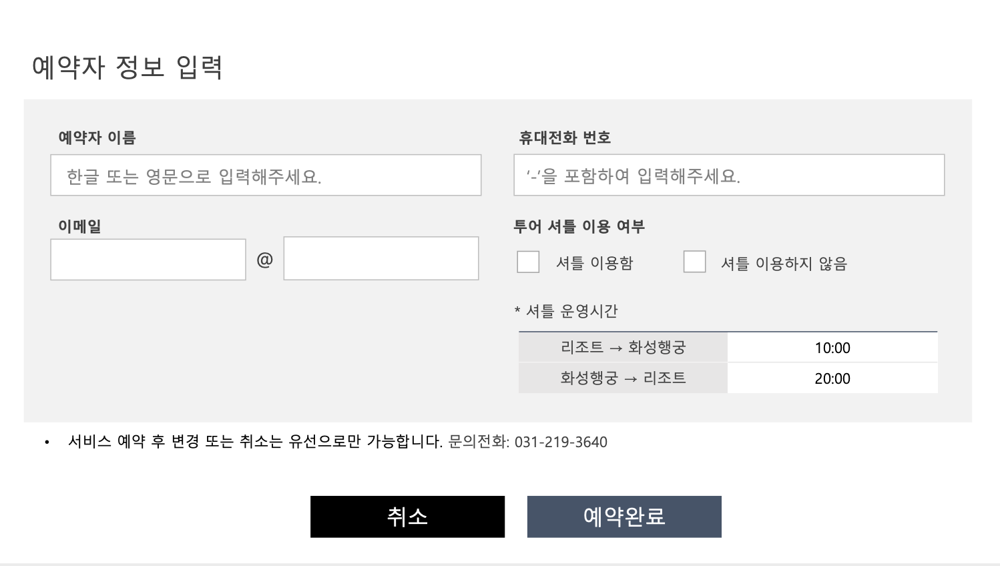 예약자 정보 입력
예약자 이름
한글 또는 영문으로 입력해주세요.
휴대전화 번호
‘-’을 포함하여 입력해주세요.
이메일
@
투어 셔틀 이용 여부
셔틀 이용함
셔틀 이용하지 않음
* 셔틀 운영시간
리조트 → 화성행궁 10:00
화성행궁 → 리조트 20:00
• 서비스 예약 후 변경 또는 취소는 유선으로만 가능합니다. 문의전화: 031-219-3640
취소
예약완료